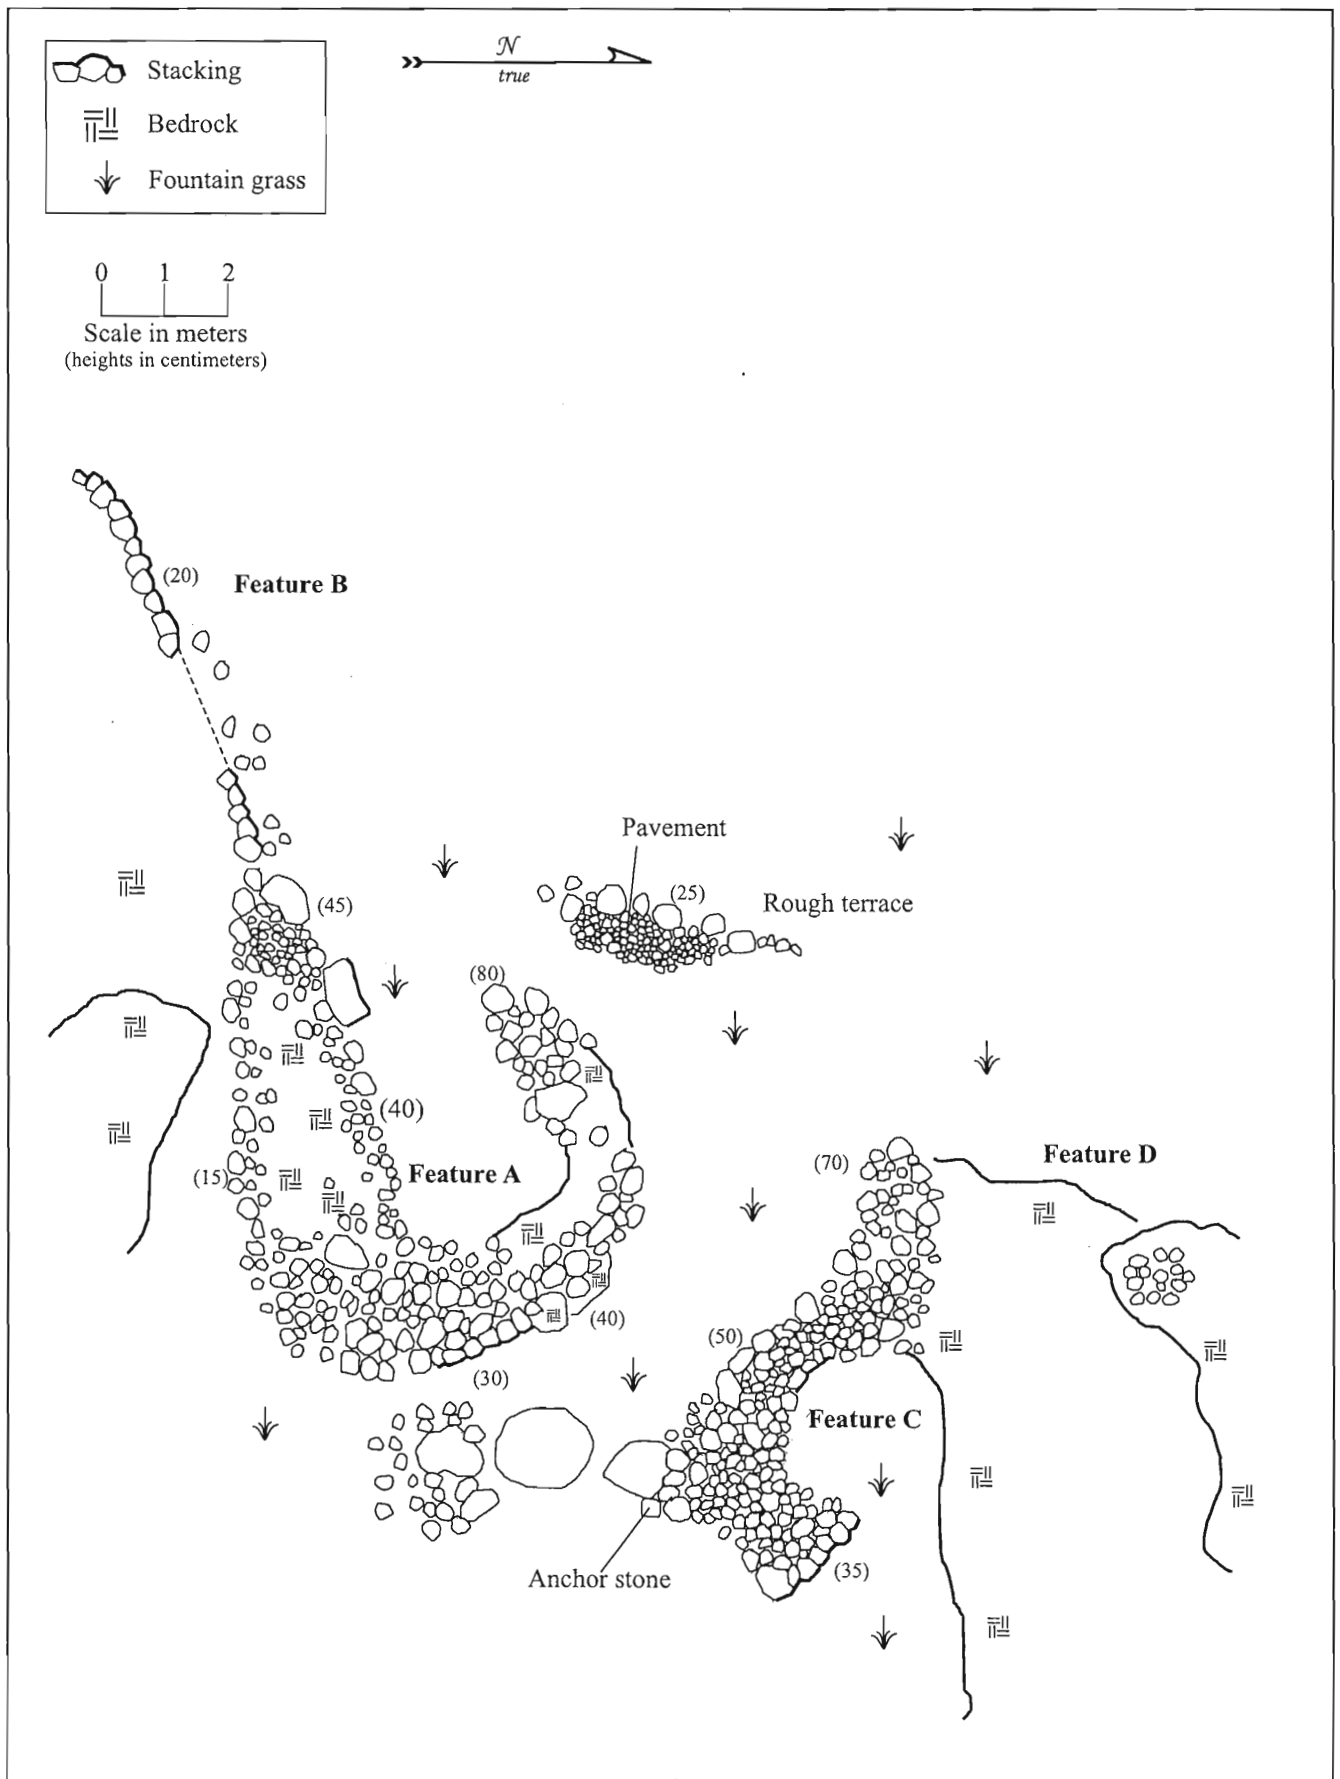 N
true
Stacking
Bedrock
Fountain grass
0 1 2
Scale in meters
(heights in centimeters)
(20)
Feature B
Pavement
(45)
(25)
Rough terrace
(80)
(40)
Feature A
(15)
(70)
Feature D
(40)
(50)
(30)
Feature C
Anchor stone
(35)